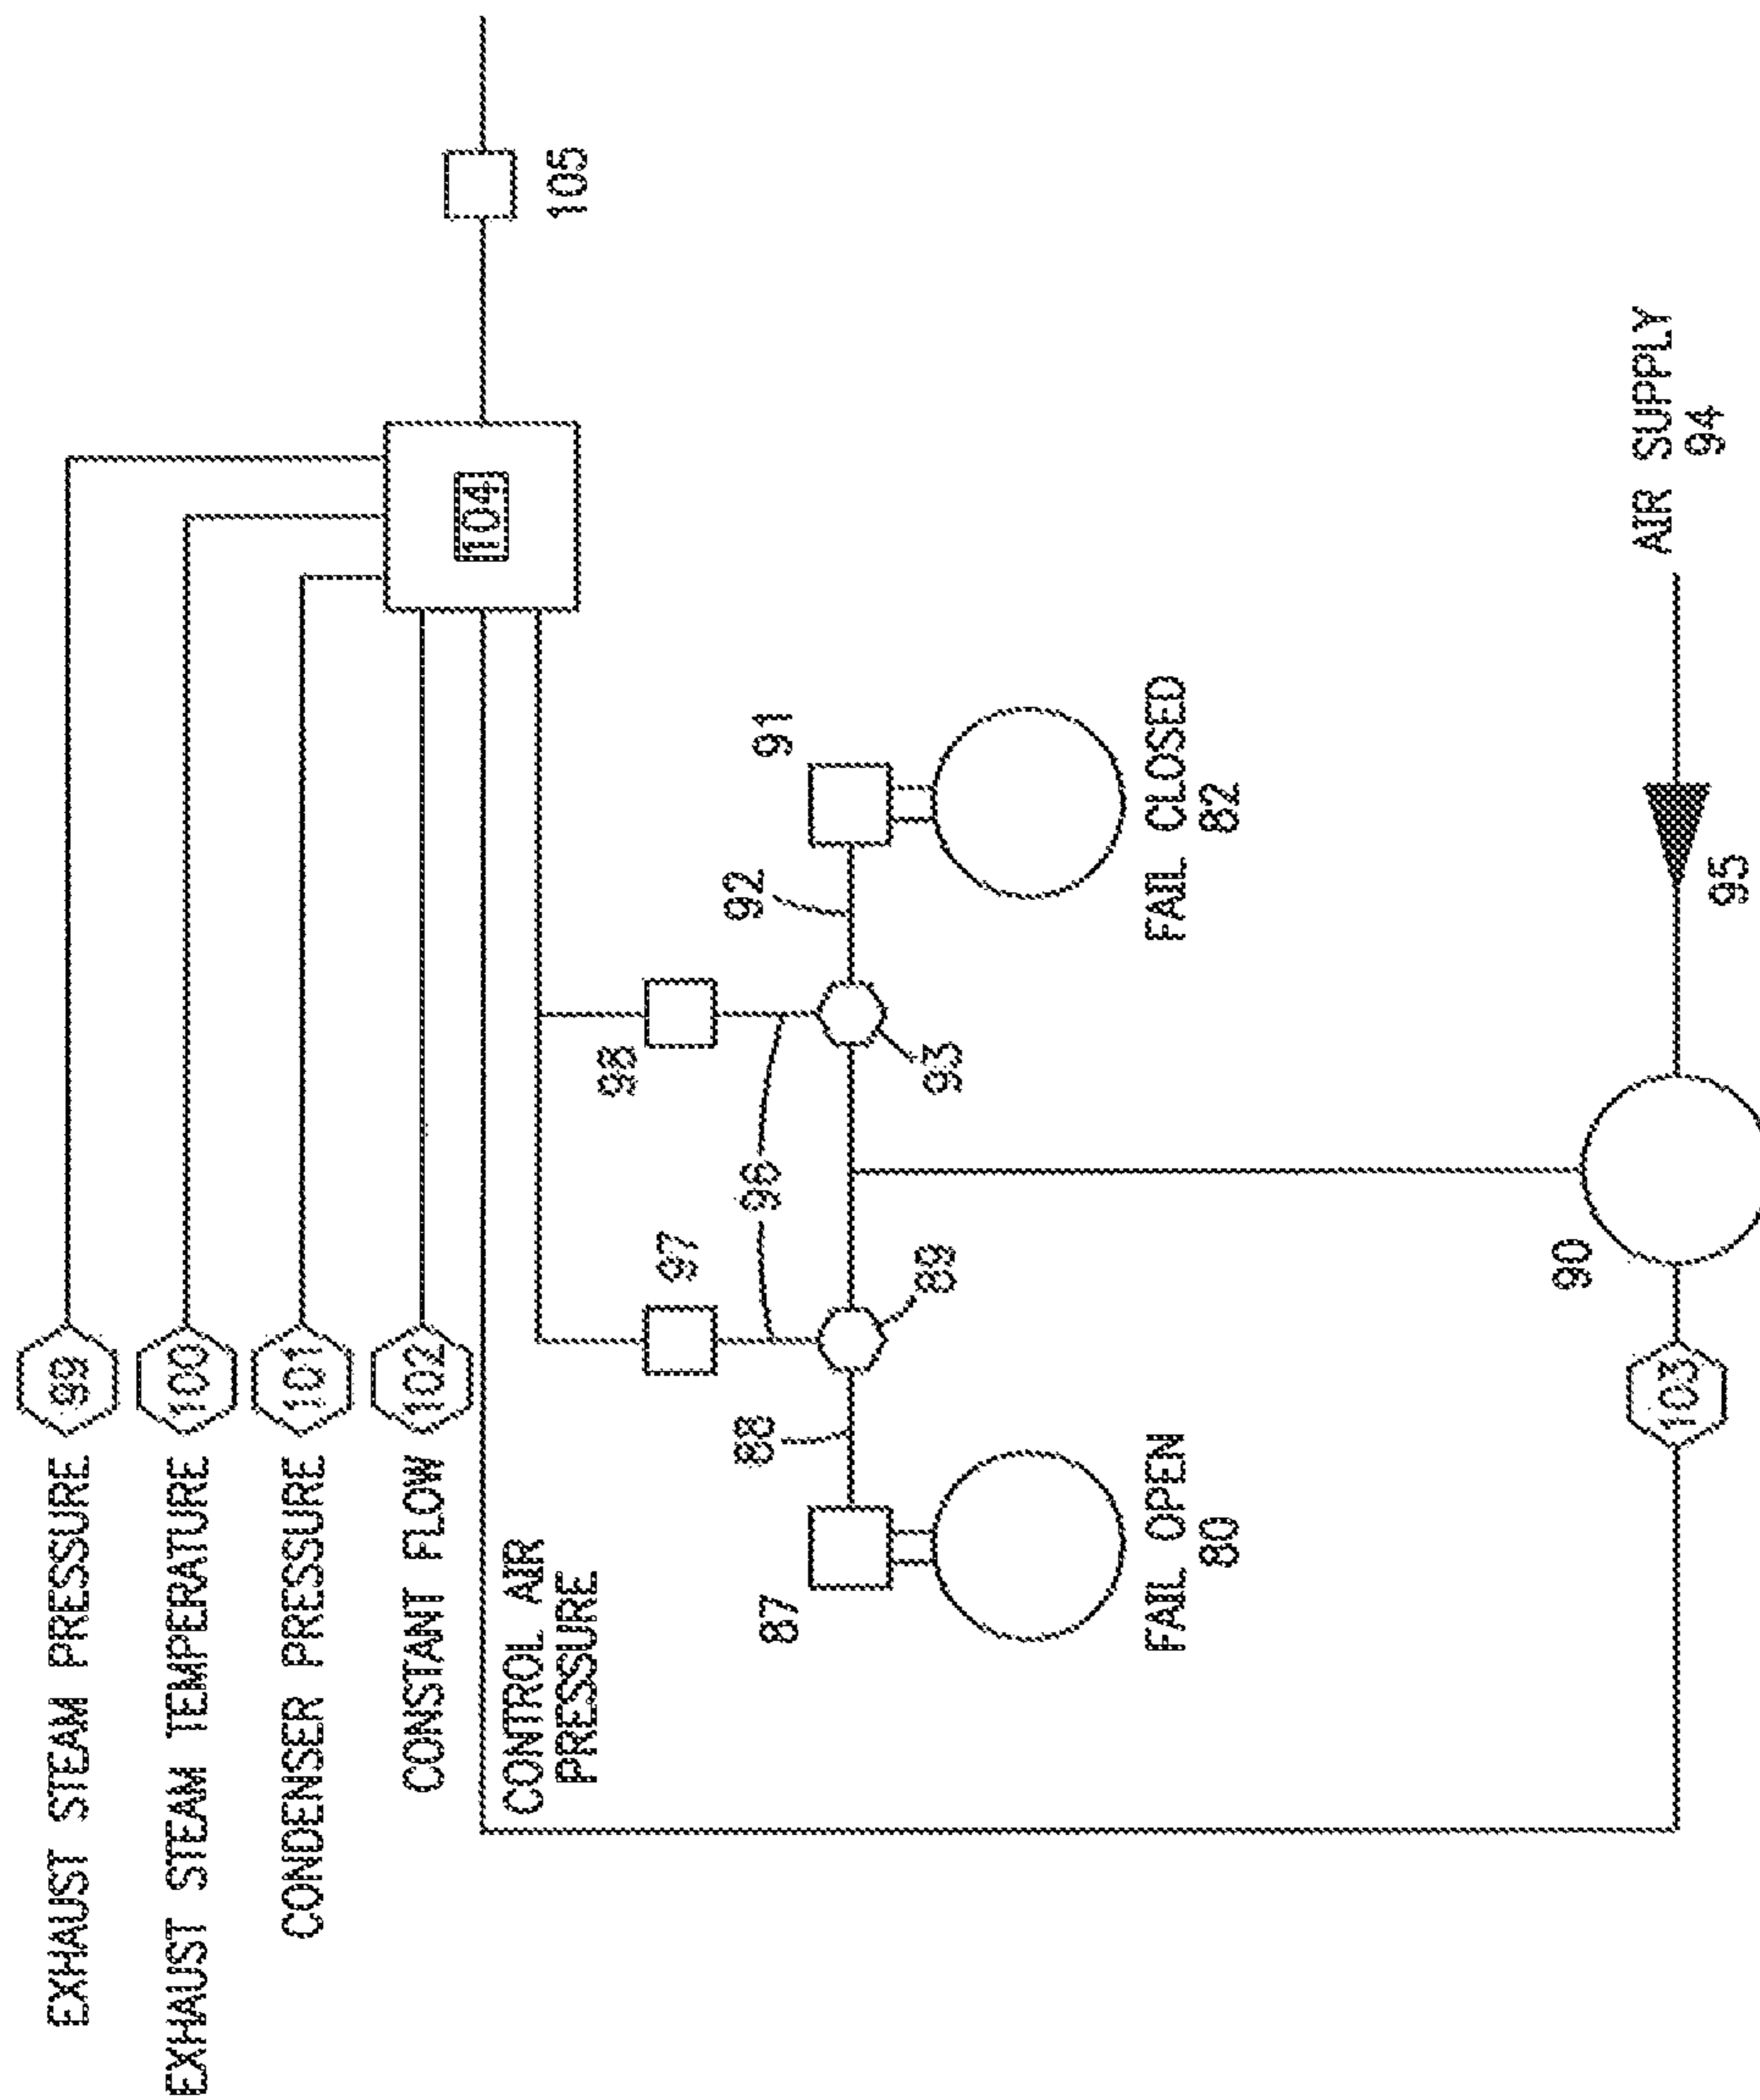 EXHAUST STEAM PRESSURE 99
EXHAUST STEAM TEMPERATURE 100
CONDENSER PRESSURE 101
CONSTANT FLOW 102
CONTROL AIR
PRESSURE
104
105
97
98
96
87
88
89
93
92
91
FAIL OPEN
80
FAIL CLOSED
82
90
103
95
AIR SUPPLY
94